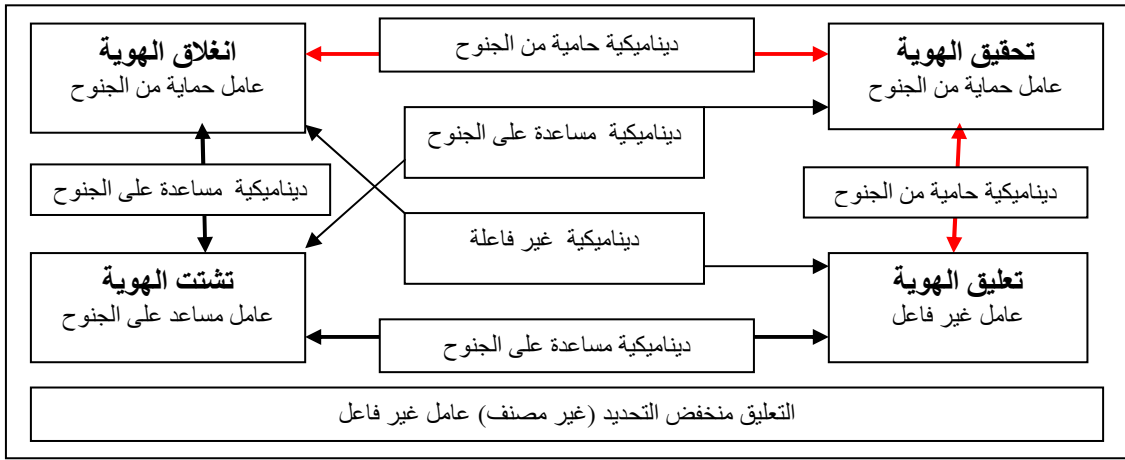 تحقيق الهوية
عامل حماية من الجنوح
ديناميكية حامية من الجنوح
انغلاق الهوية
عامل حماية من الجنوح
ديناميكية مساعدة على الجنوح
ديناميكية حامية من الجنوح
ديناميكية مساعدة على الجنوح
ديناميكية غير فاعلة
تعليق الهوية
عامل غير فاعل
تشتت الهوية
عامل مساعد على الجنوح
ديناميكية مساعدة على الجنوح
التعليق منخفض التحديد (غير مصنف) عامل غير فاعل